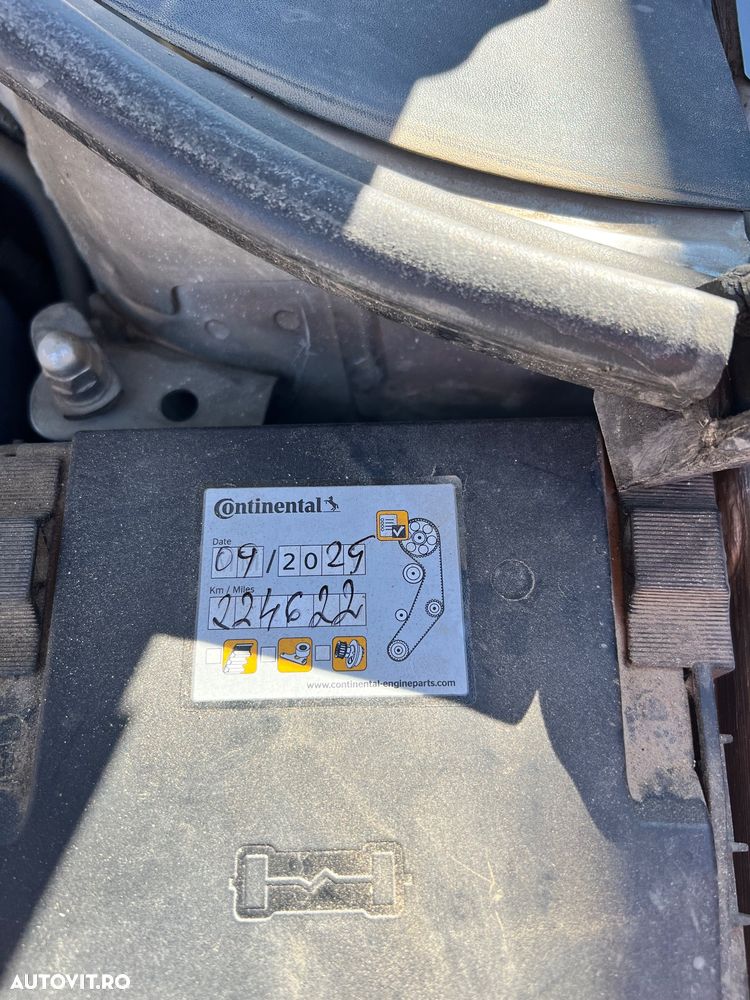 Continental
Date
09/2025
Km / Miles
224622
www.continental-engineparts.com
AUTOVIT.RO